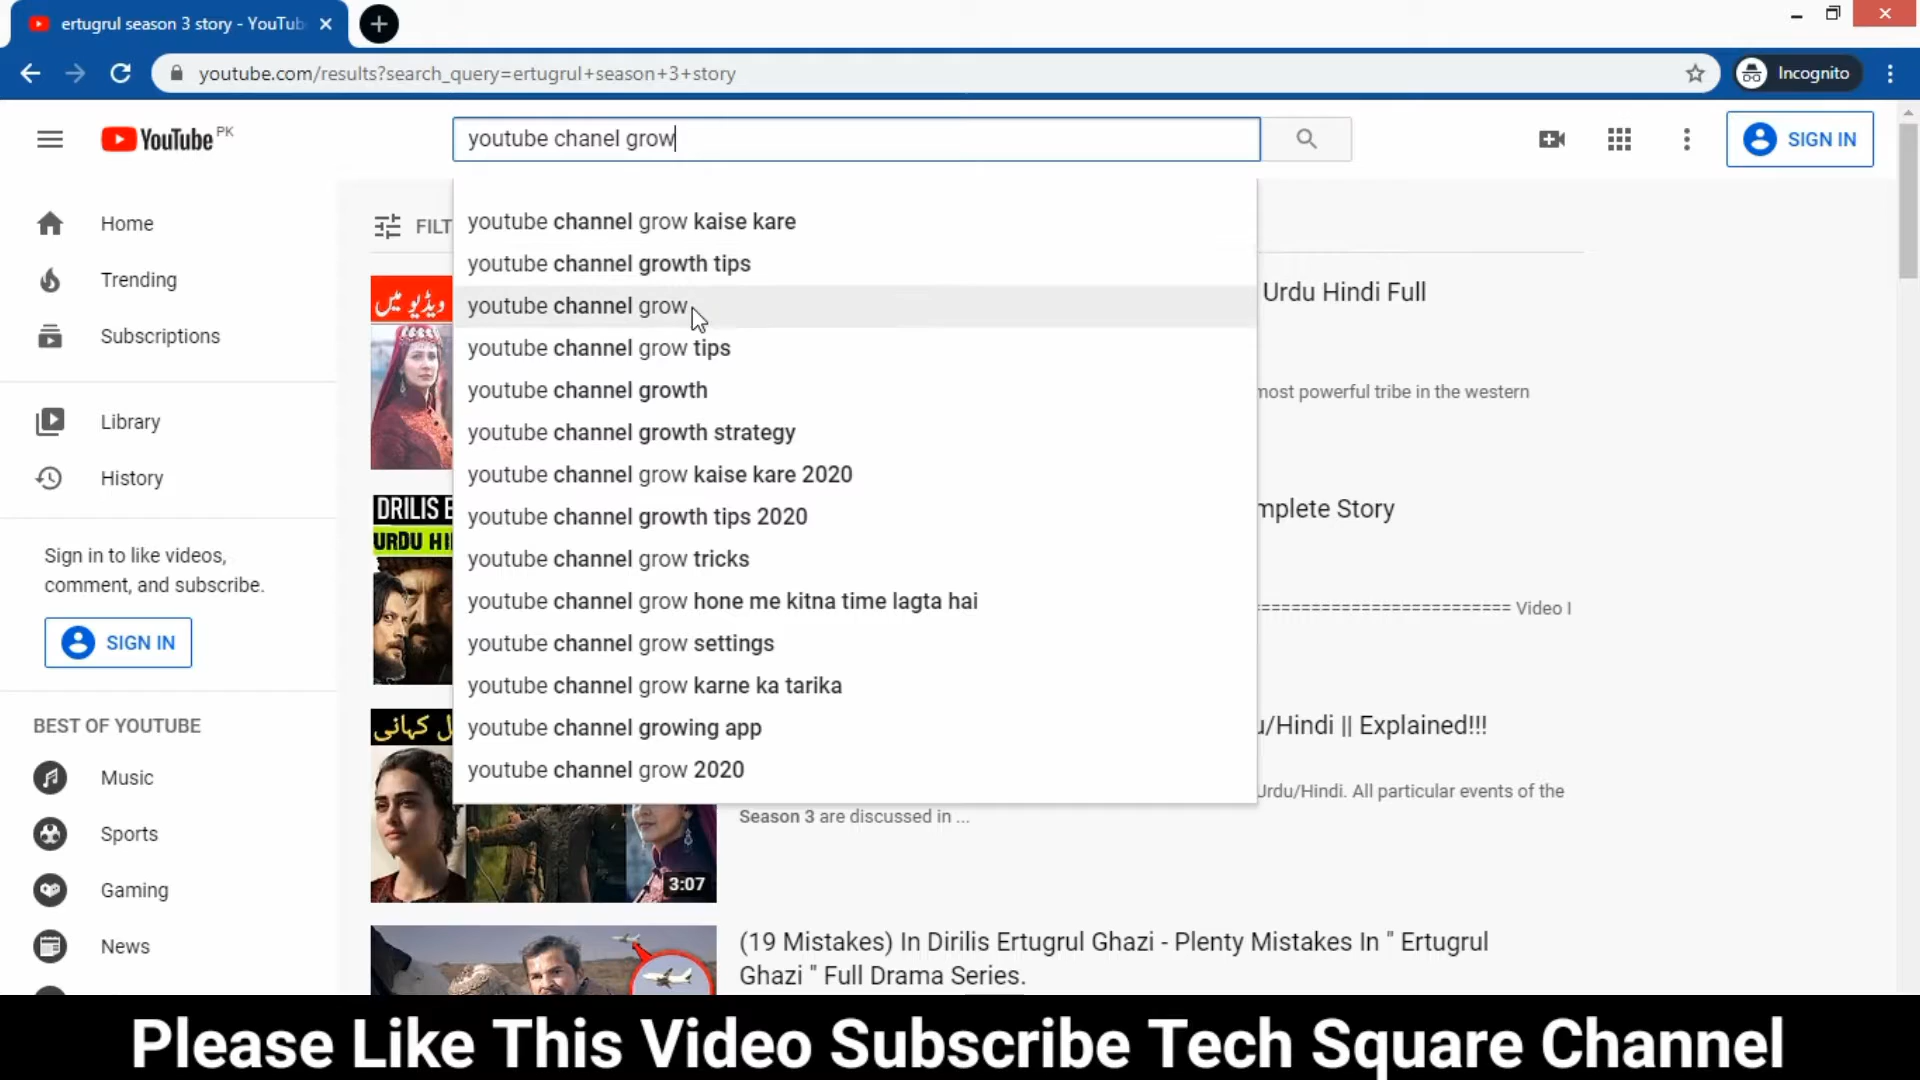 ertugrul season 3 story - YouTub
youtube.com/results?search_query=ertugrul+season+3+story
Incognito
YouTube PK
youtube chanel grow
SIGN IN
Home
Trending
Subscriptions
Library
History
Sign in to like videos,
comment, and subscribe.
SIGN IN
BEST OF YOUTUBE
Music
Sports
Gaming
News
FILT
youtube channel grow kaise kare
youtube channel growth tips
youtube channel grow
youtube channel grow tips
youtube channel growth
youtube channel growth strategy
youtube channel grow kaise kare 2020
youtube channel growth tips 2020
youtube channel grow tricks
youtube channel grow hone me kitna time lagta hai
youtube channel grow settings
youtube channel grow karne ka tarika
youtube channel growing app
youtube channel grow 2020
ویڈیو میں
Urdu Hindi Full
most powerful tribe in the western
DRILIS E
URDU HI
mplete Story
========================= Video I
ل کہانی
u/Hindi || Explained!!!
Urdu/Hindi. All particular events of the
Season 3 are discussed in ...
3:07
(19 Mistakes) In Dirilis Ertugrul Ghazi - Plenty Mistakes In " Ertugrul
Ghazi " Full Drama Series.
Please Like This Video Subscribe Tech Square Channel